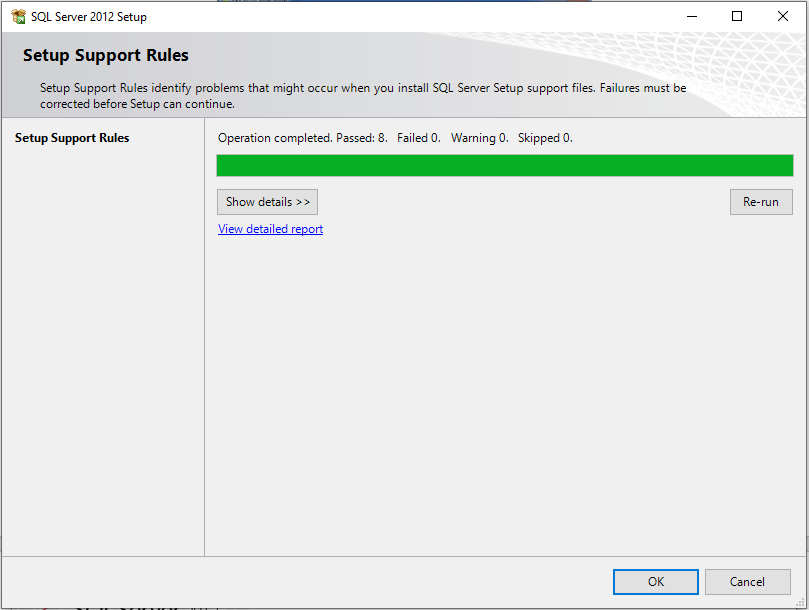 SQL Server 2012 Setup
Setup Support Rules
Setup Support Rules identify problems that might occur when you install SQL Server Setup support files. Failures must be
corrected before Setup can continue.
Setup Support Rules
Operation completed. Passed: 8.   Failed 0.   Warning 0.   Skipped 0.
Show details >>
Re-run
View detailed report
OK
Cancel